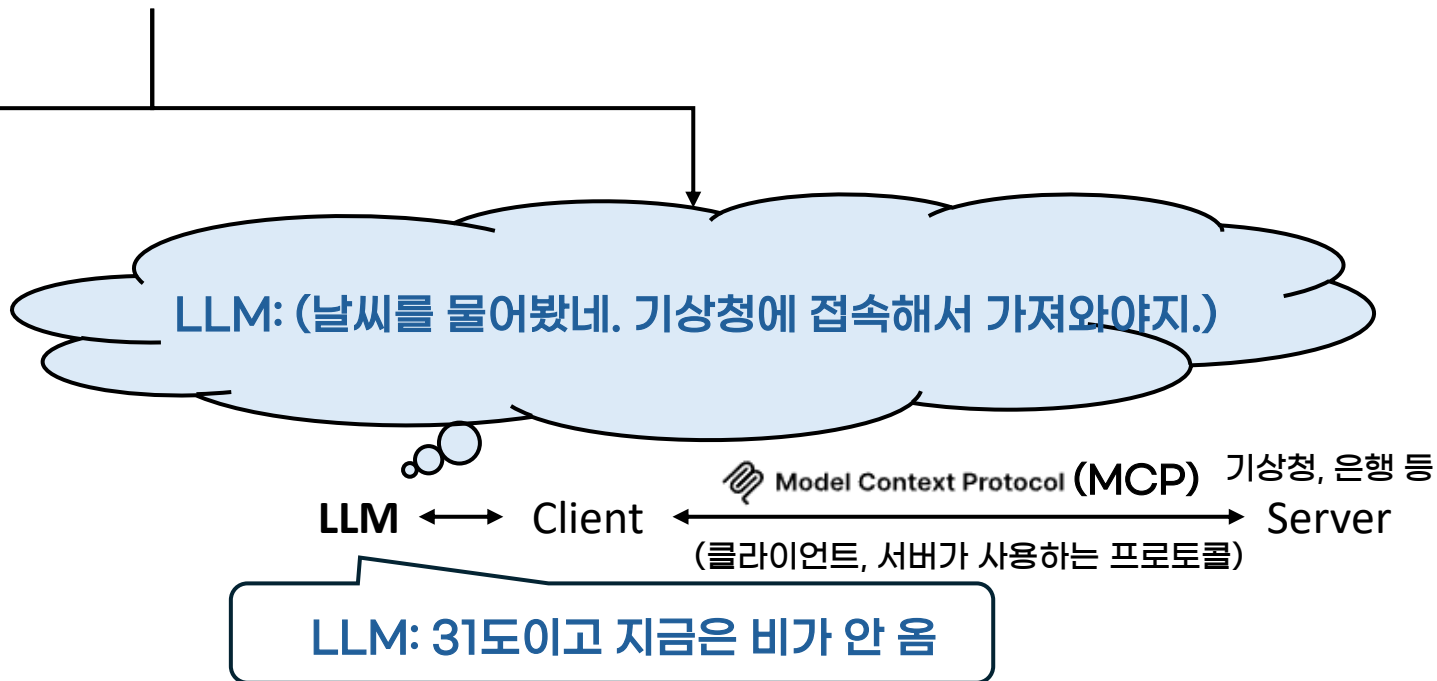 LLM: (날씨를 물어봤네. 기상청에 접속해서 가져와야지.)
Model Context Protocol (MCP) 기상청, 은행 등
LLM Client Server
(클라이언트, 서버가 사용하는 프로토콜)
LLM: 31도이고 지금은 비가 안 옴